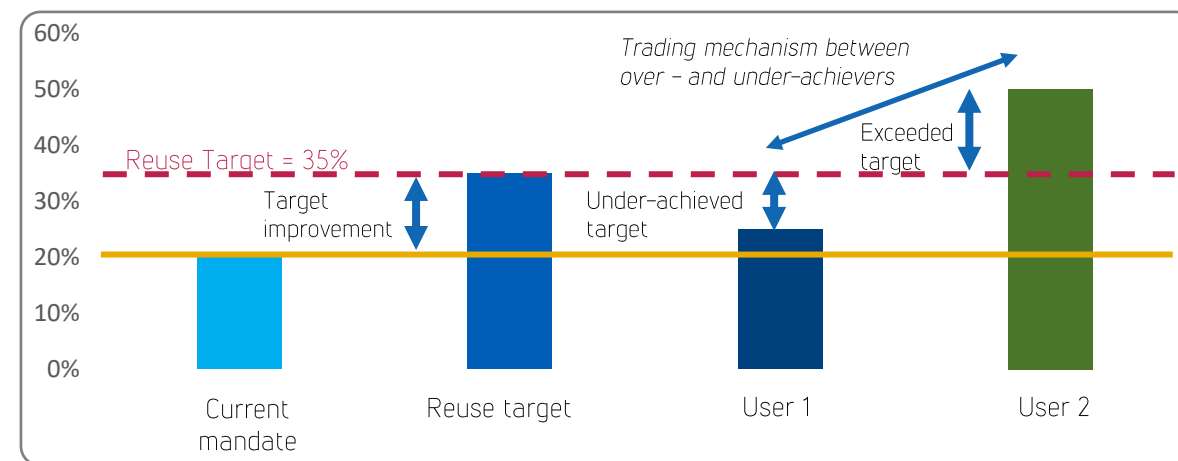 60%
Trading mechanism between
over – and under-achievers
50%
40%
Exceeded
target
Reuse Target = 35%
30%
Target
improvement
Under-achieved
target
20%
10%
0%
Current
mandate
Reuse target
User 1
User 2